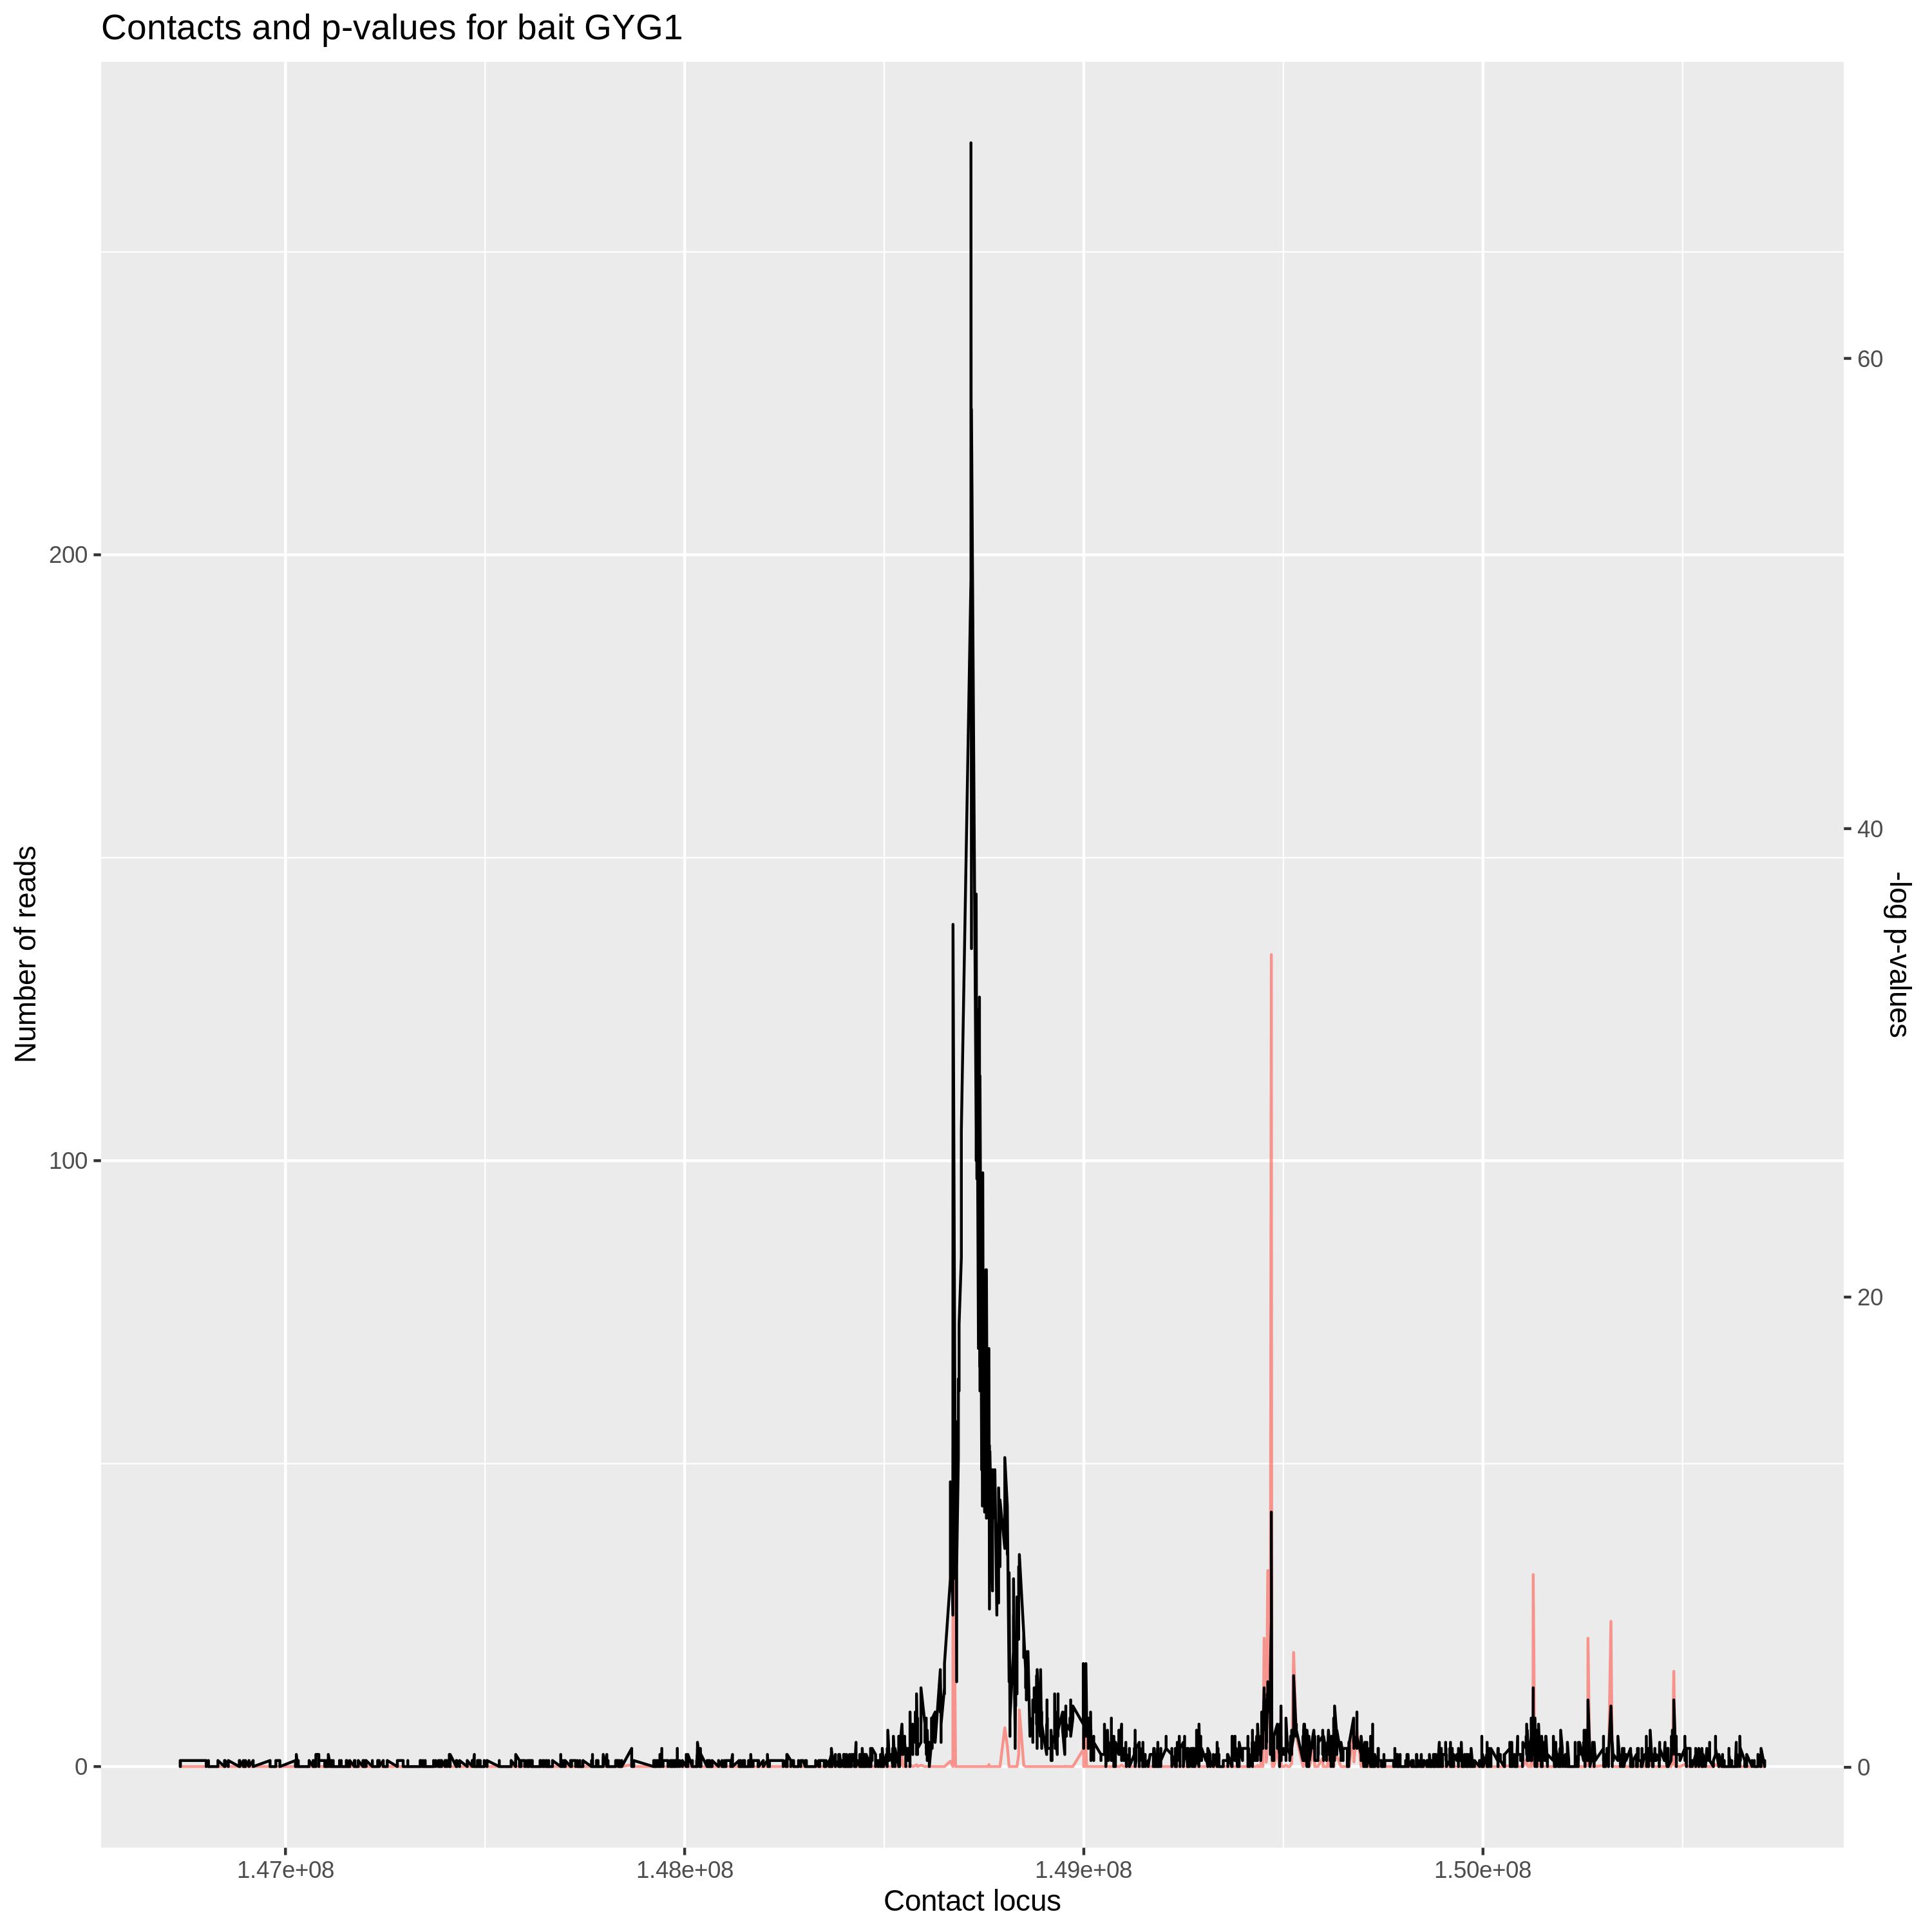 Contacts and p-values for bait GYG1
Number of reads
200
100
0
60
40
20
0
-log p-values
1.47e+08
1.48e+08
1.49e+08
1.50e+08
Contact locus